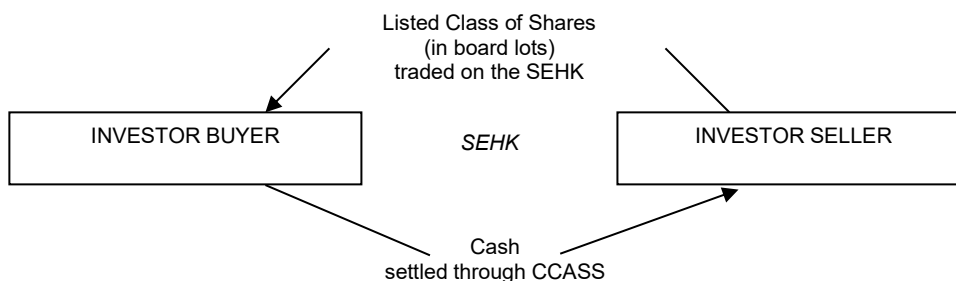 Listed Class of Shares
(in board lots)
traded on the SEHK
INVESTOR BUYER
SEHK
INVESTOR SELLER
Cash
settled through CCASS